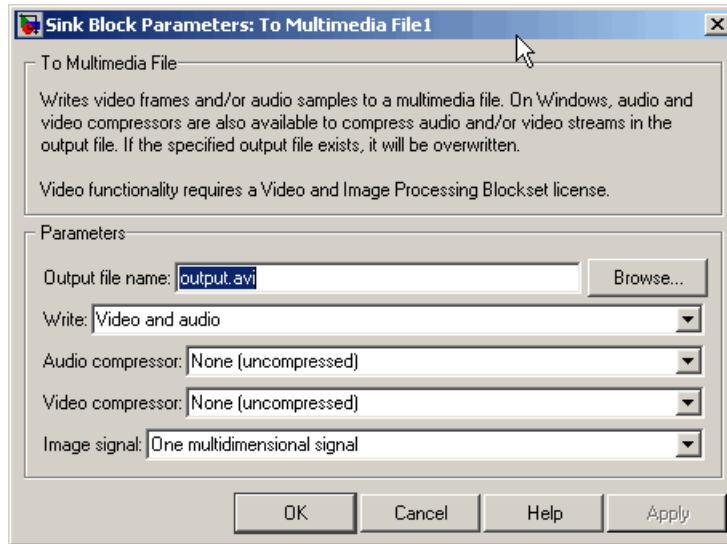 Sink Block Parameters: To Multimedia File1
To Multimedia File
Writes video frames and/or audio samples to a multimedia file. On Windows, audio and
video compressors are also available to compress audio and/or video streams in the
output file. If the specified output file exists, it will be overwritten.
Video functionality requires a Video and Image Processing Blockset license.
Parameters
Output file name: output.avi Browse...
Write: Video and audio
Audio compressor: None (uncompressed)
Video compressor: None (uncompressed)
Image signal: One multidimensional signal
OK Cancel Help Apply